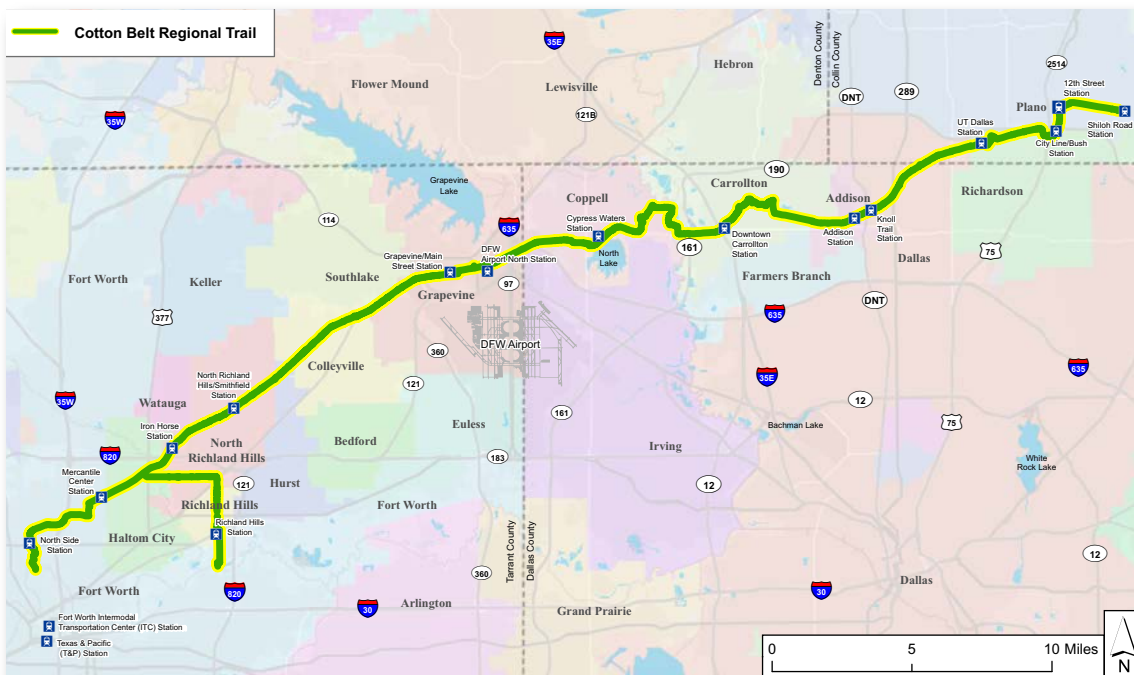 Cotton Belt Regional Trail
35E
Hebron
Denton County
Collin County
2514
12th Street
Station
Flower Mound
Lewisville
289
DNT
Plano
35W
121B
UT Dallas
Station
Shiloh Road
Station
City Line/Bush
Station
Grapevine
Lake
Coppell
190
Carrollton
Addison
Richardson
114
635
Cypress Waters
Station
Knoll
Trail
Station
Addison
Station
Downtown
Carrollton
Station
161
North
Lake
75
Dallas
Fort Worth
Keller
Southlake
Grapevine/Main
Street Station
DFW
Airport North Station
97
Grapevine
Farmers Branch
DNT
635
377
DFW Airport
360
Colleyville
35E
635
North Richland
Hills/Smithfield
Station
121
35W
Watauga
161
12
Iron Horse
Station
North
Richland Hills
Bedford
Euless
Irving
Bachman Lake
75
820
183
White
Rock Lake
Mercantile
Center
Station
121
Hurst
12
Richland Hills
Fort Worth
Richland Hills
Station
North Side
Station
Haltom City
Tarrant County
Dallas County
12
360
Fort Worth
820
Arlington
30
Grand Prairie
30
Dallas
Fort Worth Intermodal
Transportation Center (ITC) Station
Texas & Pacific
(T&P) Station
0
5
10 Miles
N